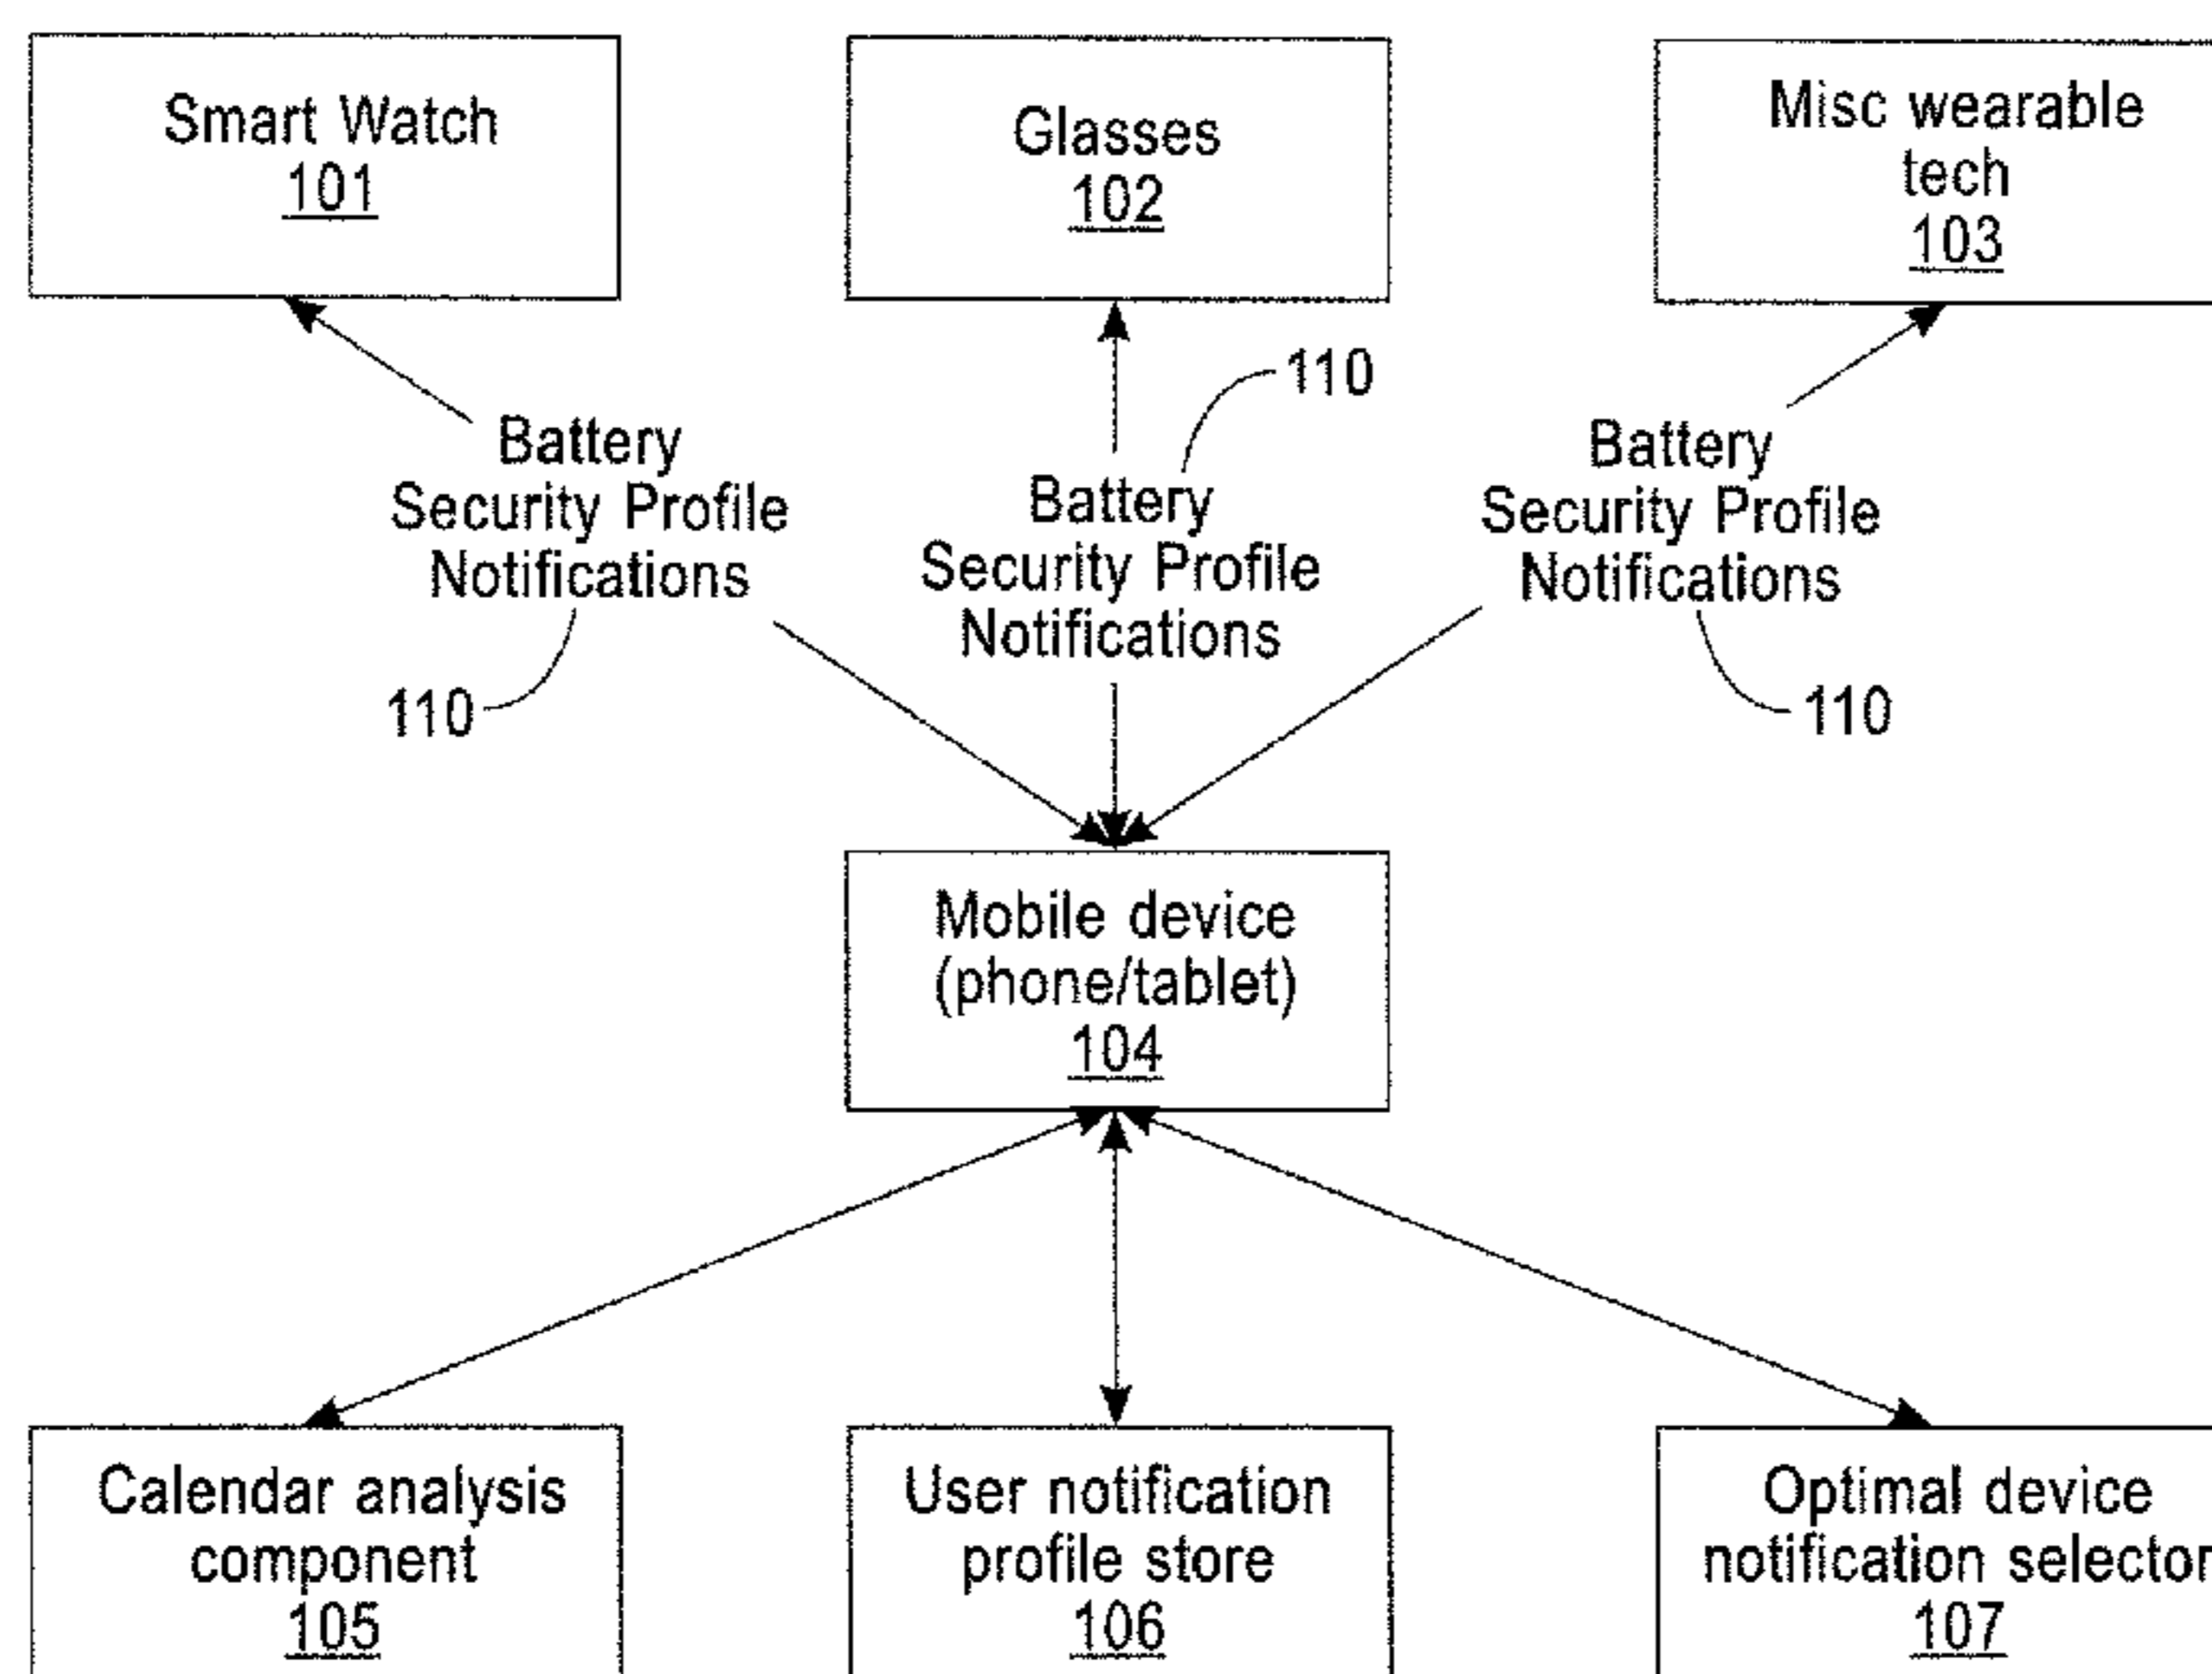 Smart Watch
101
Glasses
102
Misc wearable
tech
103
110
Battery
Security Profile
Notifications
110
Battery
Security Profile
Notifications
Battery
Security Profile
Notifications
110
Mobile device
(phone/tablet)
104
Calendar analysis
component
105
User notification
profile store
106
Optimal device
notification selector
107